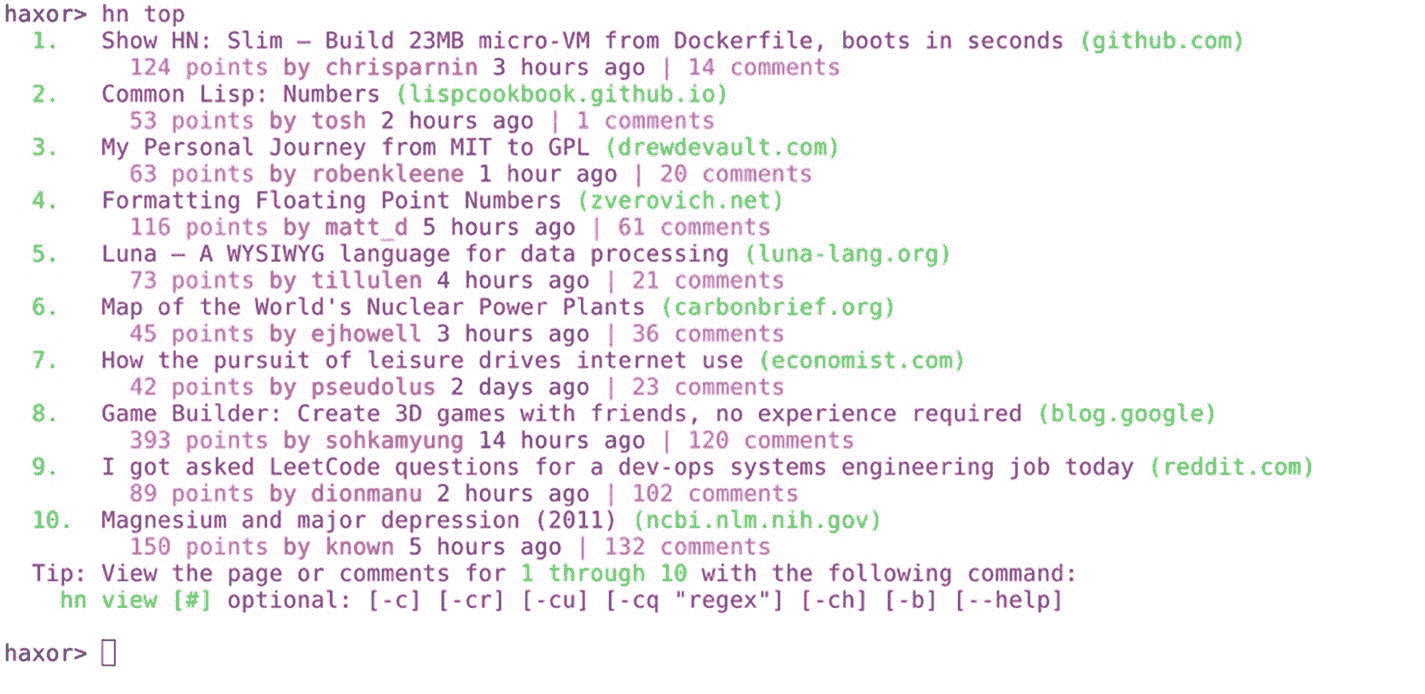 haxor> hn top
1. Show HN: Slim – Build 23MB micro-VM from Dockerfile, boots in seconds (github.com)
124 points by chrisparnin 3 hours ago | 14 comments
2. Common Lisp: Numbers (lispcookbook.github.io)
53 points by tosh 2 hours ago | 1 comments
3. My Personal Journey from MIT to GPL (drewdevault.com)
63 points by robenkleene 1 hour ago | 20 comments
4. Formatting Floating Point Numbers (zverovich.net)
116 points by matt_d 5 hours ago | 61 comments
5. Luna – A WYSIWYG language for data processing (luna-lang.org)
73 points by tillulen 4 hours ago | 21 comments
6. Map of the World's Nuclear Power Plants (carbonbrief.org)
45 points by ejhowell 3 hours ago | 36 comments
7. How the pursuit of leisure drives internet use (economist.com)
42 points by pseudolus 2 days ago | 23 comments
8. Game Builder: Create 3D games with friends, no experience required (blog.google)
393 points by sohkamyung 14 hours ago | 120 comments
9. I got asked LeetCode questions for a dev-ops systems engineering job today (reddit.com)
89 points by dionmanu 2 hours ago | 102 comments
10. Magnesium and major depression (2011) (ncbi.nlm.nih.gov)
150 points by known 5 hours ago | 132 comments
Tip: View the page or comments for 1 through 10 with the following command:
hn view [#] optional: [-c] [-cr] [-cu] [-cq "regex"] [-ch] [-b] [--help]
haxor>